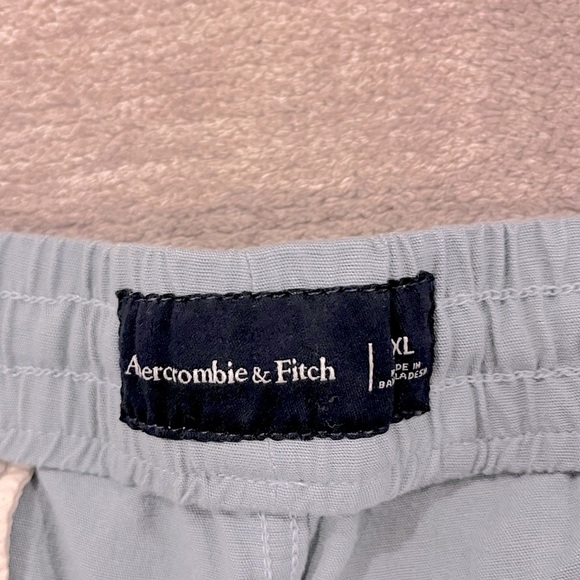 Abercrombie & Fitch
XL
MADE IN
BANGLADESH